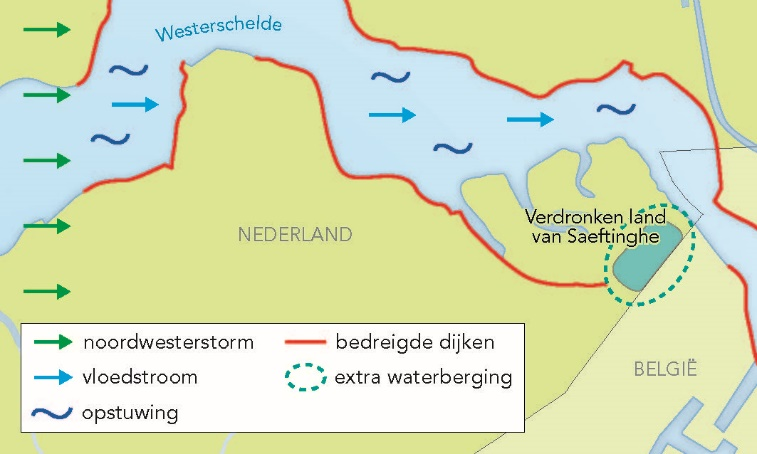 Westerschelde
Verdronken land
van Saeftinghe
NEDERLAND
BELGIË
noordwesterstorm
bedreigde dijken
vloedstroom
extra waterberging
opstuwing